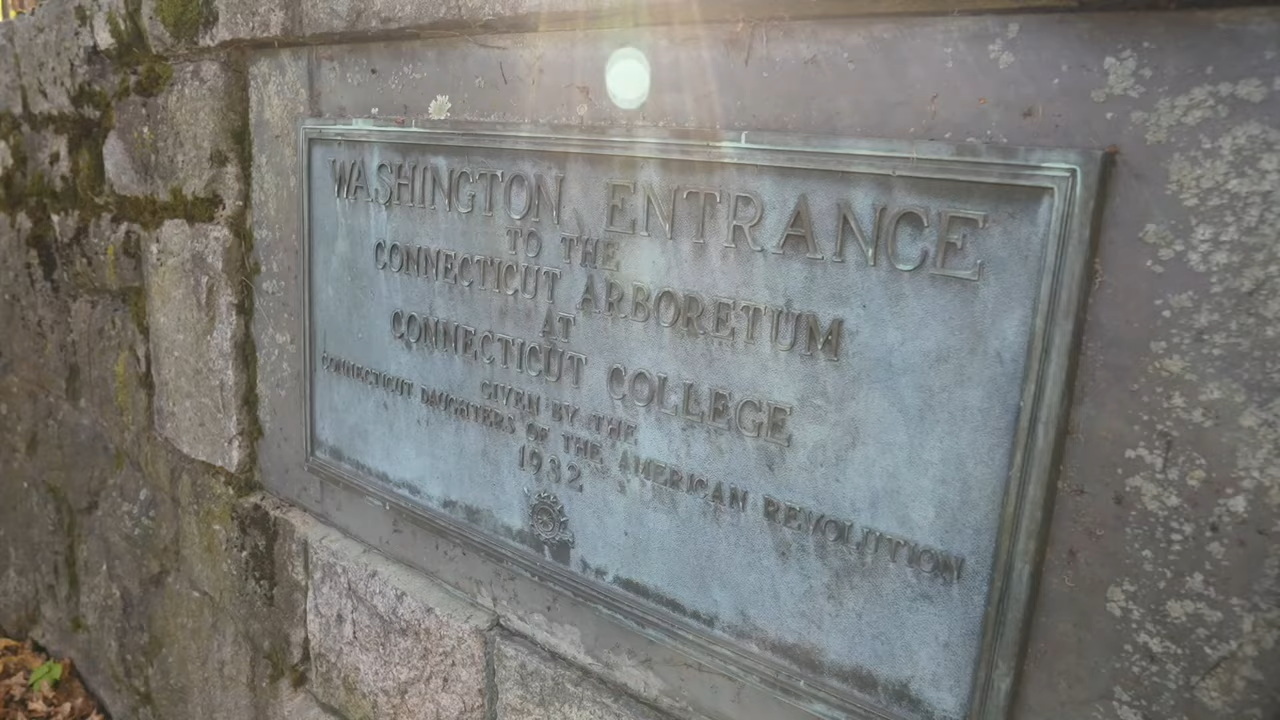 WASHINGTON ENTRANCE
TO THE
CONNECTICUT ARBORETUM
AT
CONNECTICUT COLLEGE
GIVEN BY THE
CONNECTICUT DAUGHTERS OF THE AMERICAN REVOLUTION
1932